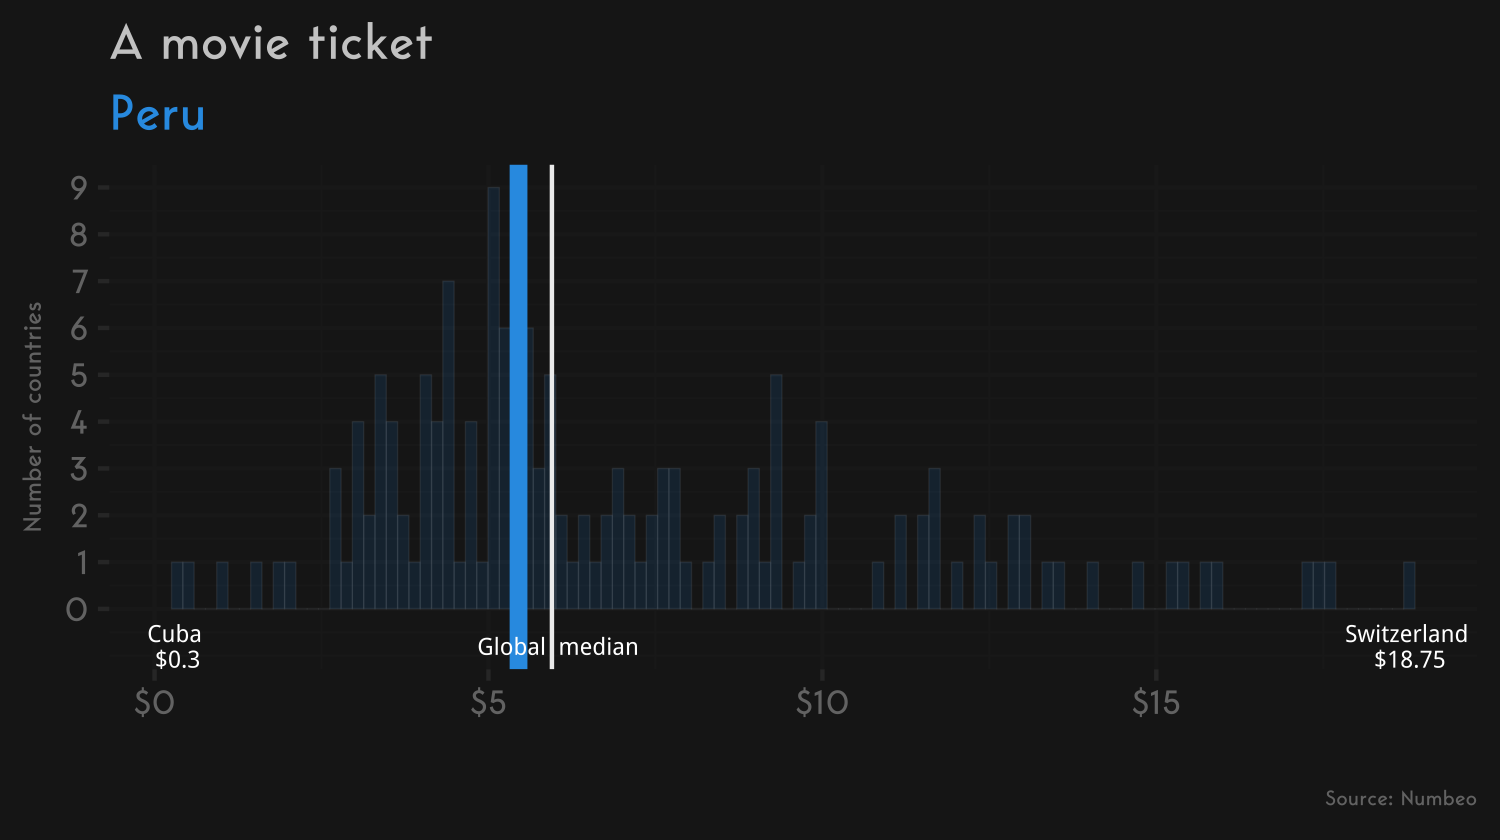 A movie ticket
Peru
Number of countries
9
8
7
6
5
4
3
2
1
0
Cuba
$0.3
Global median
Switzerland
$18.75
$0 $5 $10 $15
Source: Numbeo